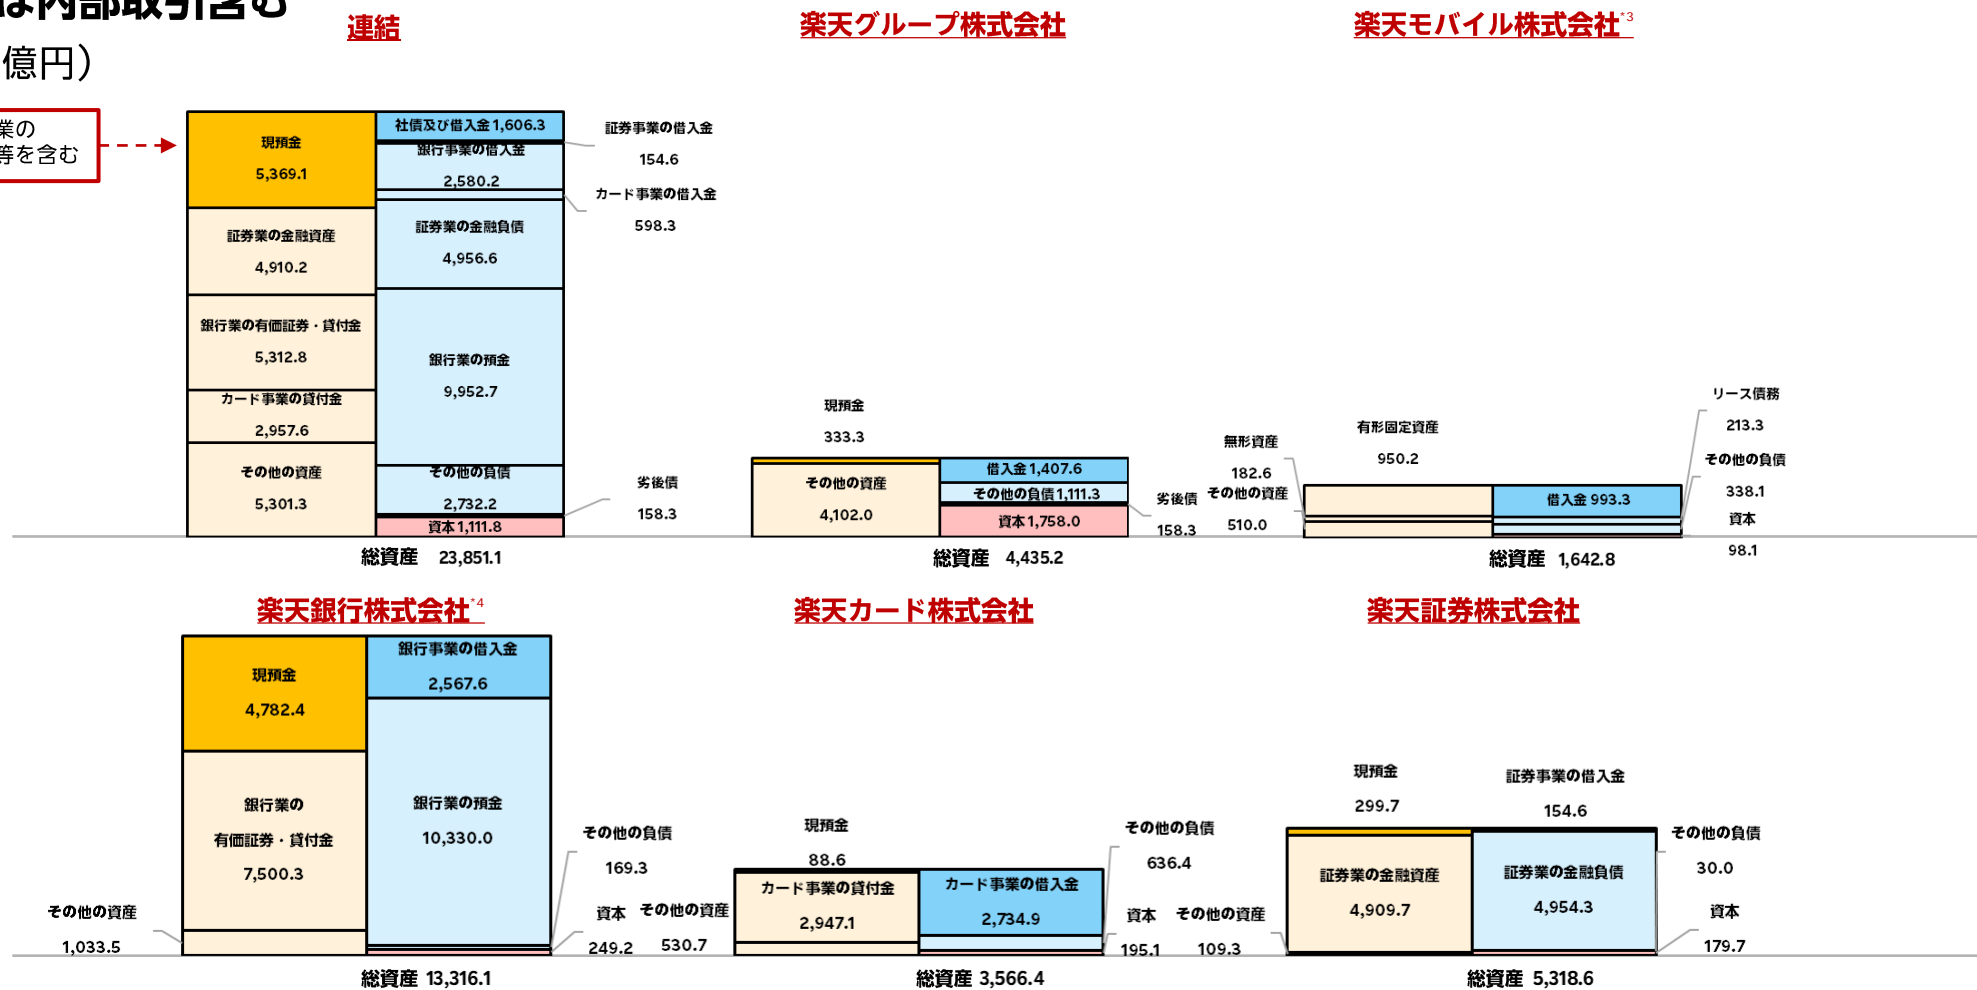 は内部取引含む
億円）
業の
等を含む
連結
現預金
5,369.1
証券業の金融資産
4,910.2
銀行業の有価証券・貸付金
5,312.8
カード事業の貸付金
2,957.6
その他の資産
5,301.3
社債及び借入金 1,606.3
銀行事業の借入金
2,580.2
証券業の金融負債
4,956.6
銀行業の預金
9,952.7
その他の負債
2,732.2
資本 1,111.8
証券事業の借入金
154.6
カード事業の借入金
598.3
劣後債
158.3
総資産 23,851.1
楽天グループ株式会社
現預金
333.3
その他の資産
4,102.0
借入金 1,407.6
その他の負債 1,111.3
資本 1,758.0
劣後債
158.3
総資産 4,435.2
楽天モバイル株式会社*3
無形資産
182.6
その他の資産
510.0
有形固定資産
950.2
借入金 993.3
リース債務
213.3
その他の負債
338.1
資本
98.1
総資産 1,642.8
楽天銀行株式会社*4
現預金
4,782.4
銀行業の
有価証券・貸付金
7,500.3
その他の資産
1,033.5
銀行事業の借入金
2,567.6
銀行業の預金
10,330.0
その他の負債
169.3
資本
249.2
総資産 13,316.1
楽天カード株式会社
現預金
88.6
カード事業の貸付金
2,947.1
その他の資産
530.7
カード事業の借入金
2,734.9
その他の負債
636.4
資本
195.1
総資産 3,566.4
楽天証券株式会社
現預金
299.7
証券業の金融資産
4,909.7
その他の資産
109.3
証券事業の借入金
154.6
証券業の金融負債
4,954.3
その他の負債
30.0
資本
179.7
総資産 5,318.6